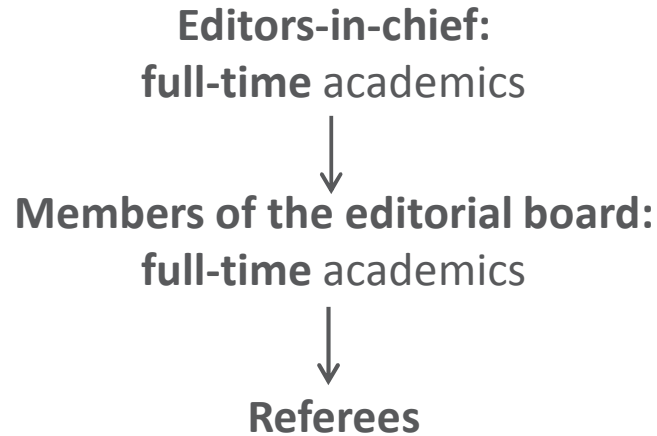 Editors-in-chief:
full-time academics
Members of the editorial board:
full-time academics
Referees